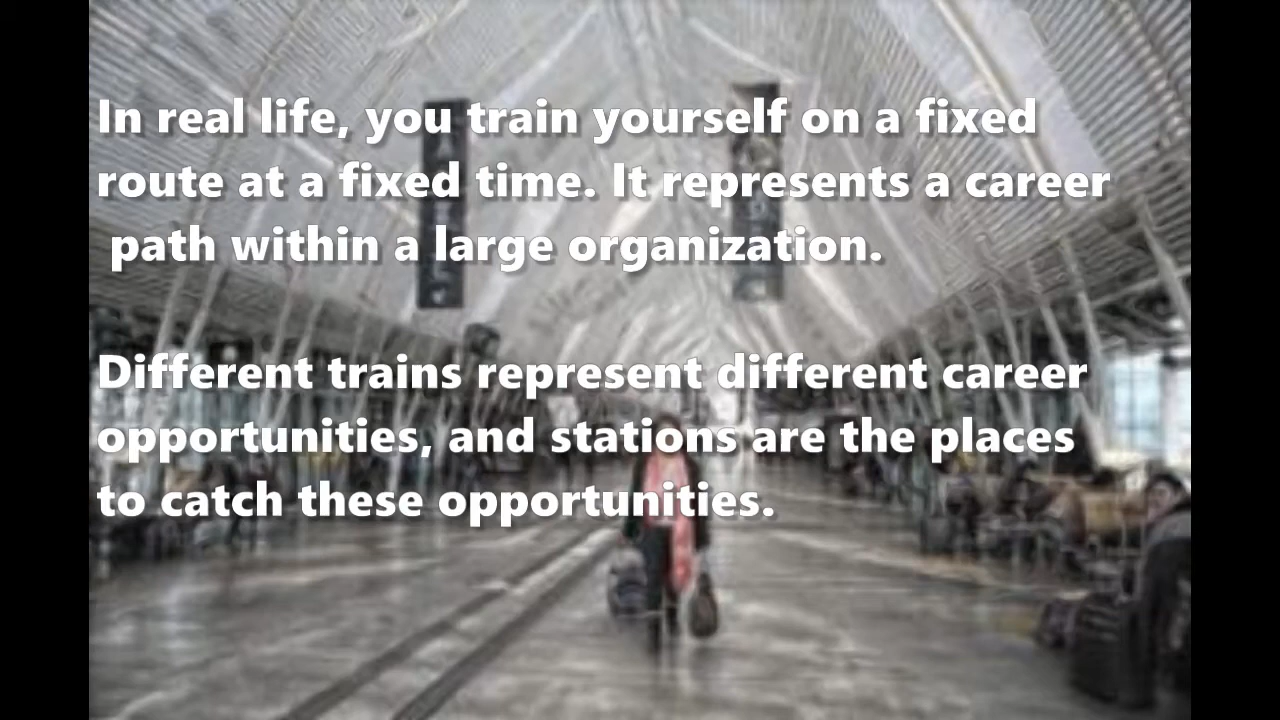 In real life, you train yourself on a fixed
route at a fixed time. It represents a career
path within a large organization.
Different trains represent different career
opportunities, and stations are the places
to catch these opportunities.